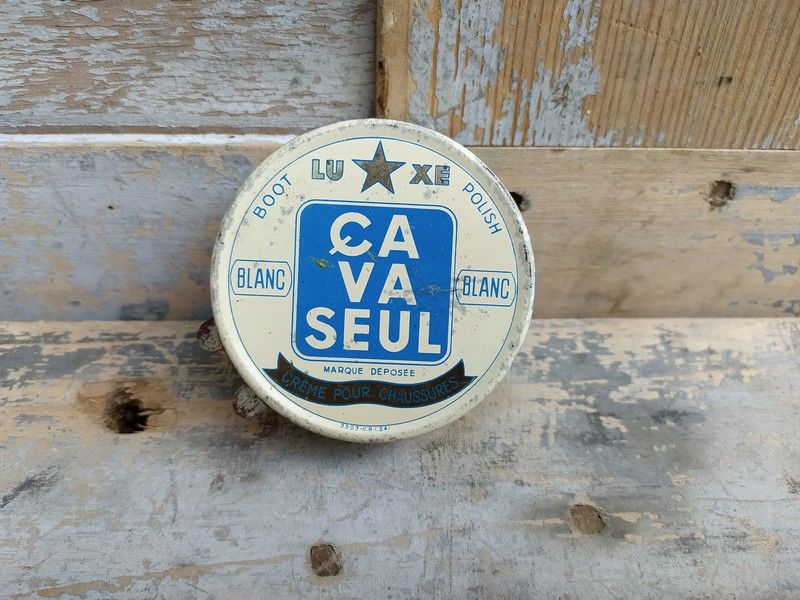 LU XE
BOOT POLISH
ÇA
VA
SEUL
BLANC BLANC
MARQUE DÉPOSÉE
CRÈME POUR CHAUSSURES